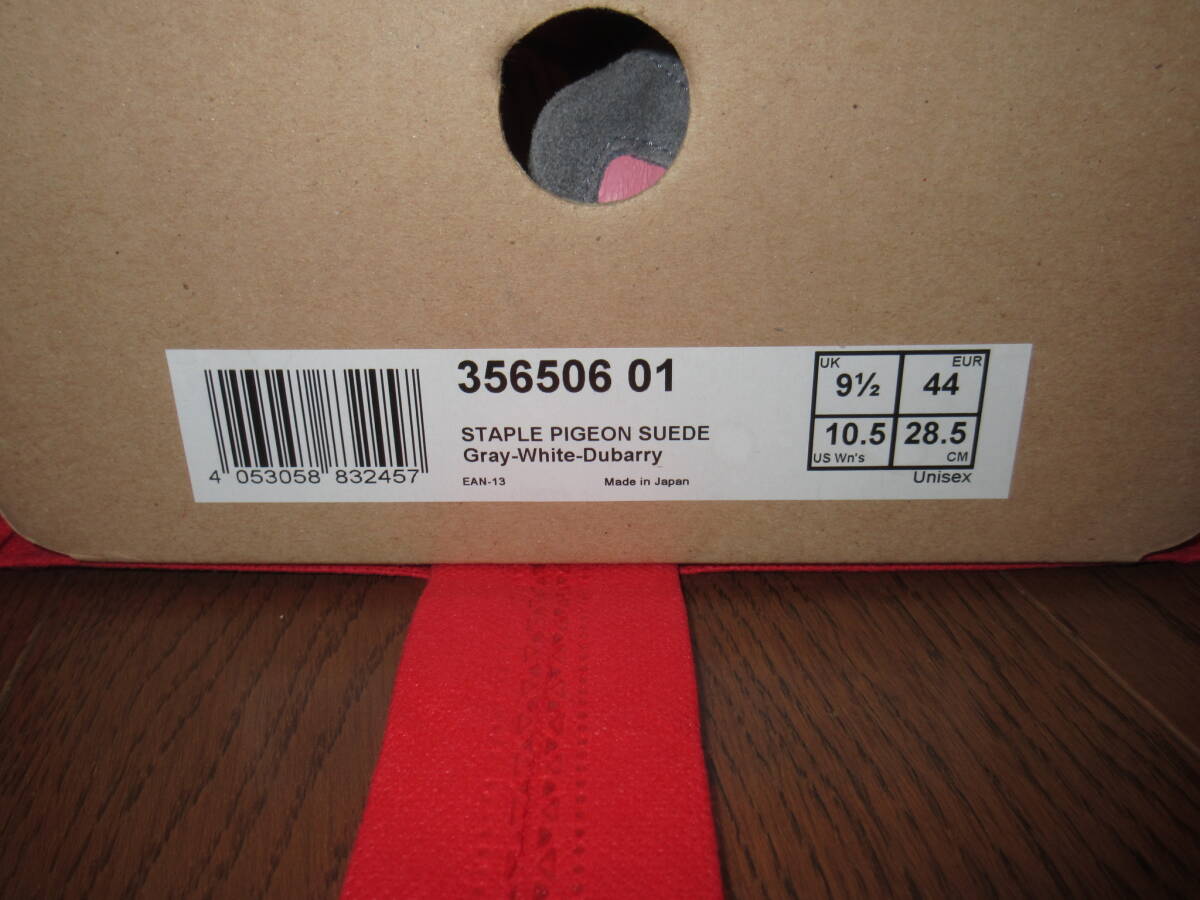 356506 01
STAPLE PIGEON SUEDE
Gray-White-Dubarry
EAN-13 Made in Japan
4 053058 832457
UK EUR
9½ 44
10.5 28.5
US Wn's CM
Unisex